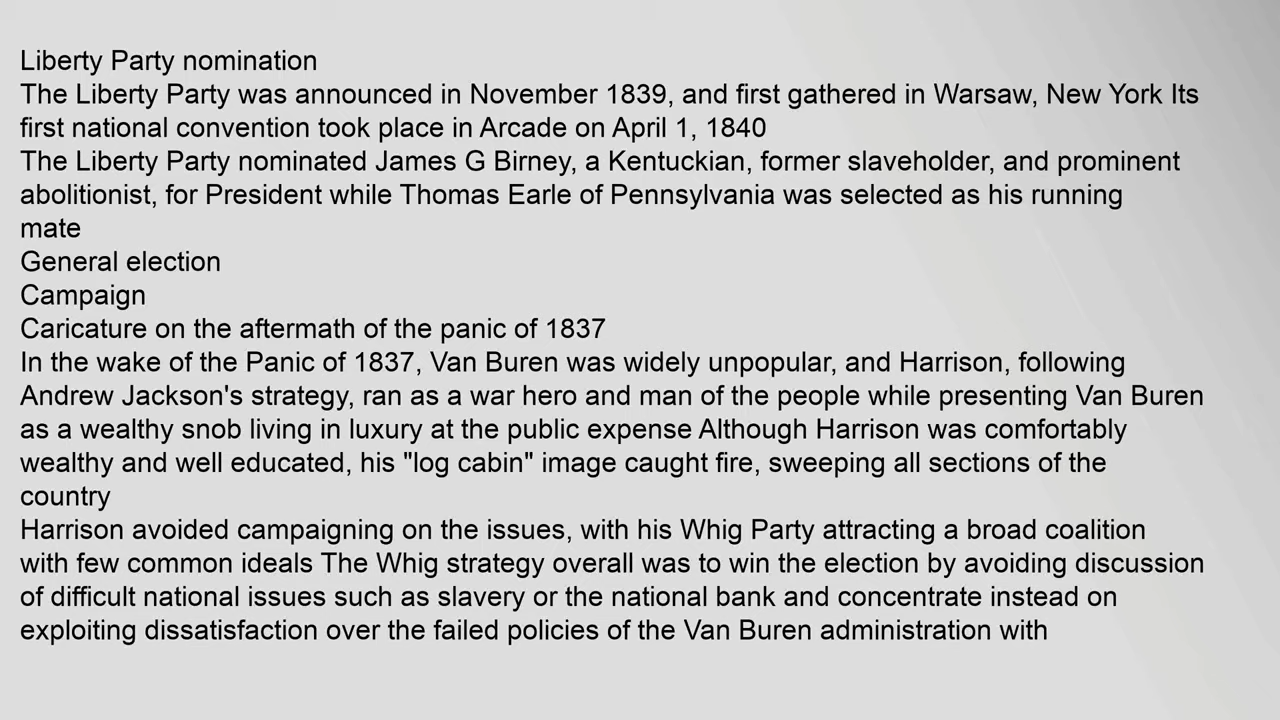 Liberty Party nomination
The Liberty Party was announced in November 1839, and first gathered in Warsaw, New York Its
first national convention took place in Arcade on April 1, 1840
The Liberty Party nominated James G Birney, a Kentuckian, former slaveholder, and prominent
abolitionist, for President while Thomas Earle of Pennsylvania was selected as his running
mate
General election
Campaign
Caricature on the aftermath of the panic of 1837
In the wake of the Panic of 1837, Van Buren was widely unpopular, and Harrison, following
Andrew Jackson's strategy, ran as a war hero and man of the people while presenting Van Buren
as a wealthy snob living in luxury at the public expense Although Harrison was comfortably
wealthy and well educated, his "log cabin" image caught fire, sweeping all sections of the
country
Harrison avoided campaigning on the issues, with his Whig Party attracting a broad coalition
with few common ideals The Whig strategy overall was to win the election by avoiding discussion
of difficult national issues such as slavery or the national bank and concentrate instead on
exploiting dissatisfaction over the failed policies of the Van Buren administration with